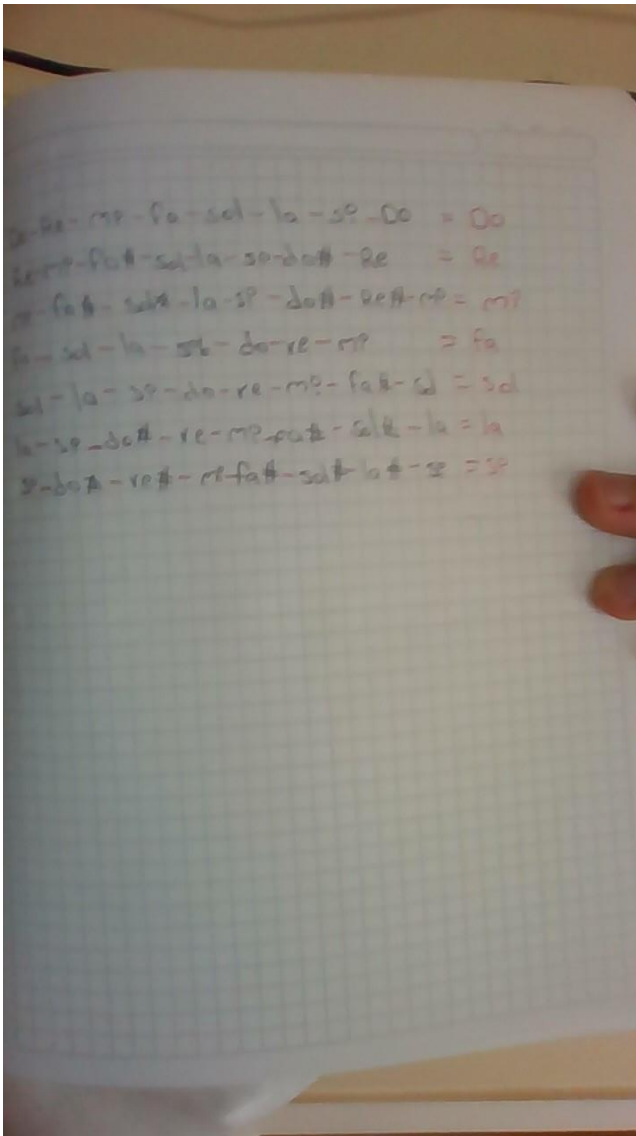 Do-Re-mi-fa-sol-la-si-Do = Do
Re-mi-fa#-sol-la-si-do#-Re = Re
mi-fa#-sol#-la-si-do#-Re#-mi = mi
fa-sol-la-sib-do-re-mi = fa
sol-la-si-do-re-mi-fa#-sol = sol
la-si-do#-re-mi-fa#-sol#-la = la
si-do#-re#-mi-fa#-sol#-la#-si = si